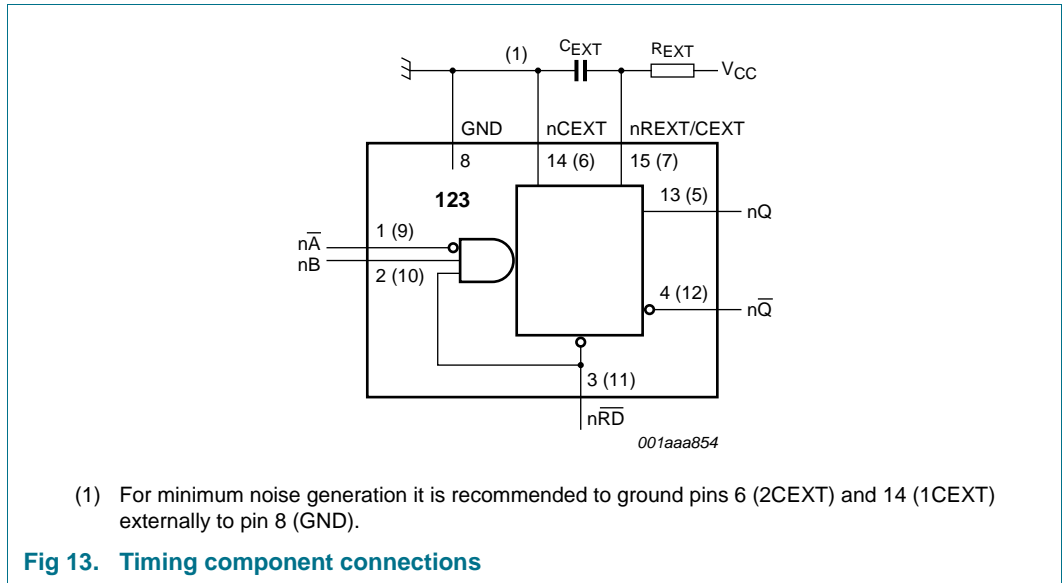 (1) CEXT REXT
VCC
GND nCEXT nREXT/CEXT
8 14 (6) 15 (7)
123 13 (5)
nQ
1 (9)
nA̅
nB
2 (10)
4 (12)
nQ̅
3 (11)
nR̅D̅
001aaa854
(1) For minimum noise generation it is recommended to ground pins 6 (2CEXT) and 14 (1CEXT)
externally to pin 8 (GND).
Fig 13. Timing component connections